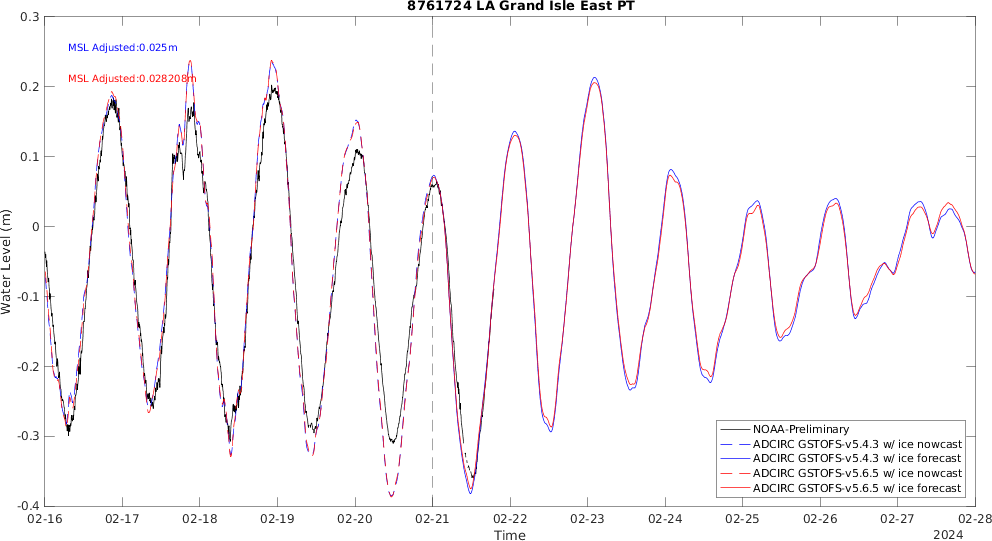 8761724 LA Grand Isle East PT
MSL Adjusted:0.025m
MSL Adjusted:0.028208m
0.3
0.2
0.1
0
-0.1
-0.2
-0.3
-0.4
Water Level (m)
NOAA-Preliminary
ADCIRC GSTOFS-v5.4.3 w/ ice nowcast
ADCIRC GSTOFS-v5.4.3 w/ ice forecast
ADCIRC GSTOFS-v5.6.5 w/ ice nowcast
ADCIRC GSTOFS-v5.6.5 w/ ice forecast
02-16 02-17 02-18 02-19 02-20 02-21 02-22 02-23 02-24 02-25 02-26 02-27 02-28
Time
2024